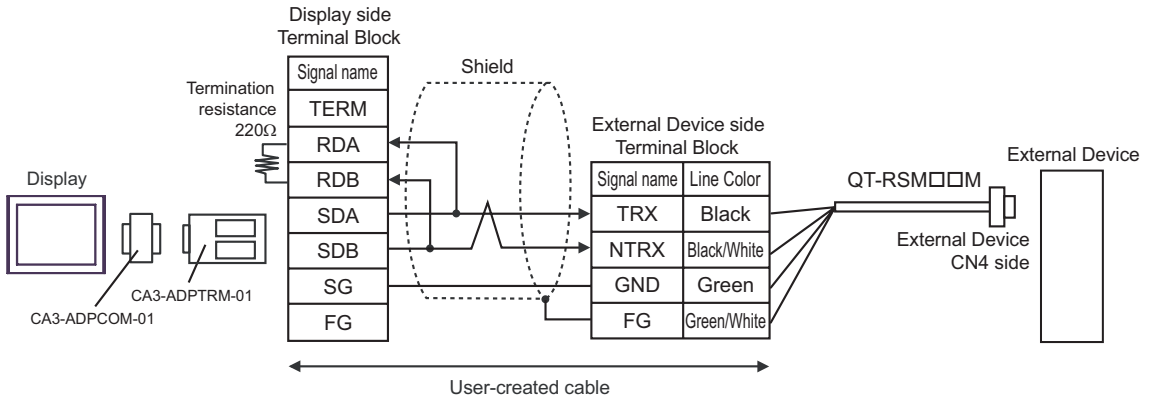 Display side
Terminal Block
Signal name
TERM
RDA
RDB
SDA
SDB
SG
FG
Termination
resistance
220Ω
Shield
External Device side
Terminal Block
Signal name Line Color
TRX Black
NTRX Black/White
GND Green
FG Green/White
QT-RSM□□M
External Device
CN4 side
External Device
Display
CA3-ADPCOM-01
CA3-ADPTRM-01
User-created cable